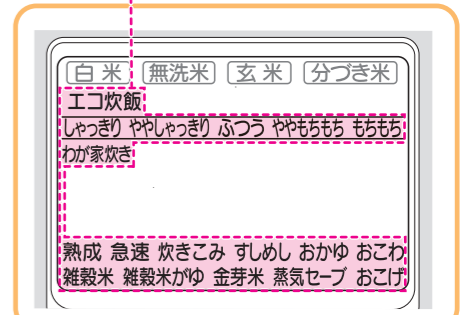 白米 無洗米 玄米 分づき米
エコ炊飯
しゃっきり ややしゃっきり ふつう ややもちもち もちもち
わが家炊き
熟成 急速 炊きこみ すしめし おかゆ おこわ
雑穀米 雑穀米がゆ 金芽米 蒸気セーブ おこげ